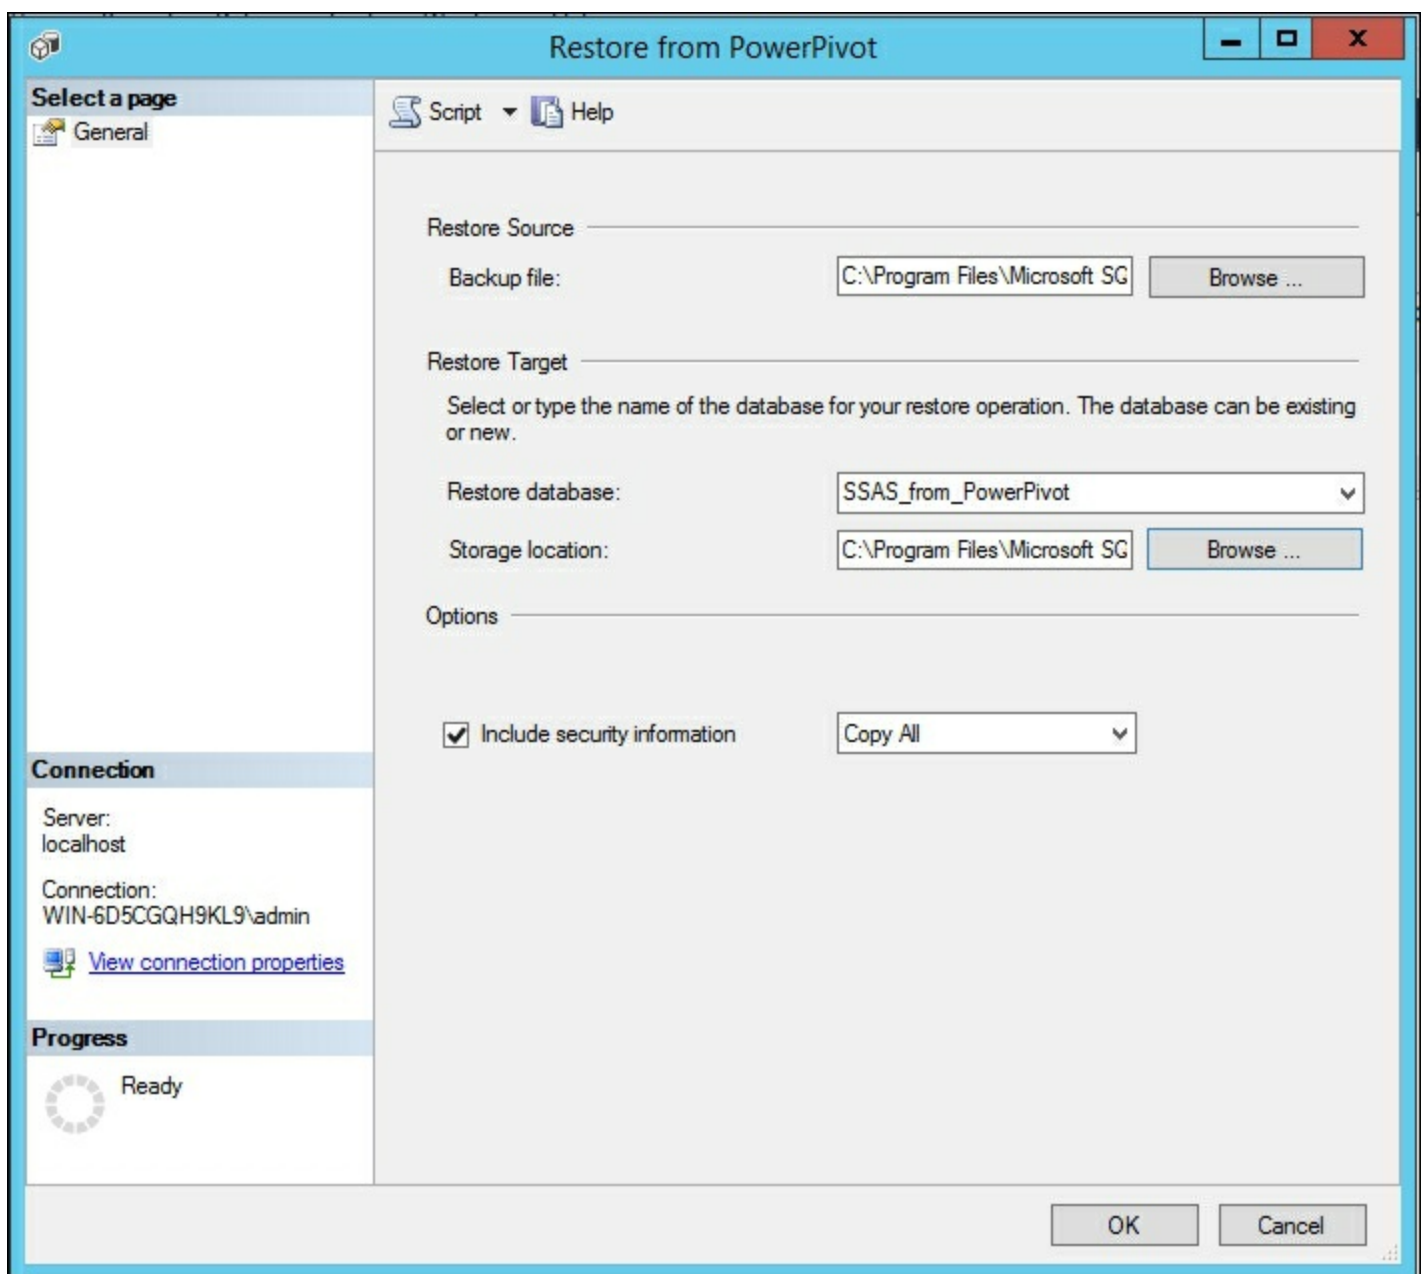 Restore from PowerPivot
Select a page
General
Script
Help
Restore Source
Backup file:
C:\Program Files\Microsoft SQ
Browse ...
Restore Target
Select or type the name of the database for your restore operation. The database can be existing
or new.
Restore database:
SSAS_from_PowerPivot
Storage location:
C:\Program Files\Microsoft SQ
Browse ...
Options
Include security information
Copy All
Connection
Server:
localhost
Connection:
WIN-6D5CGQH9KL9\admin
View connection properties
Progress
Ready
OK
Cancel